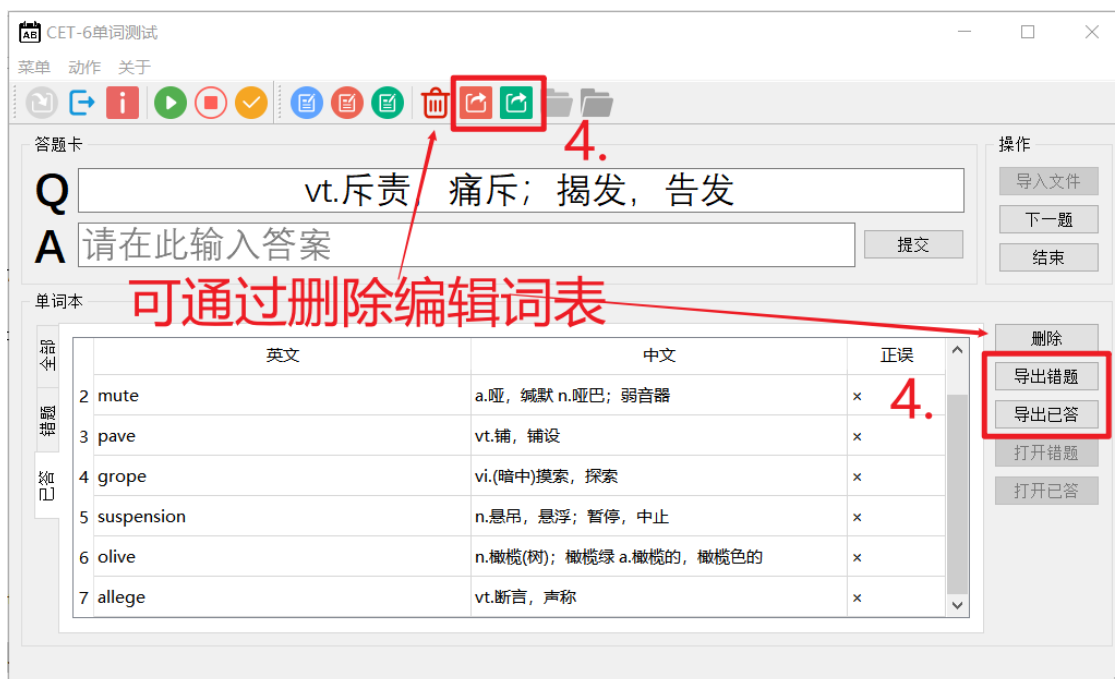 CET-6单词测试
菜单 动作 关于
4.
答题卡
操作
Q vt.斥责，痛斥；揭发，告发
导入文件
下一题
A 请在此输入答案 提交
结束
可通过删除编辑词表
单词本
删除
导出错题
导出已答
打开错题
打开已答
4.
全部
错题
已答
英文 中文 正误
2 mute a.哑，缄默 n.哑巴；弱音器 ×
3 pave vt.铺，铺设 ×
4 grope vi.(暗中)摸索，探索 ×
5 suspension n.悬吊，悬浮；暂停，中止 ×
6 olive n.橄榄(树)；橄榄绿 a.橄榄的，橄榄色的 ×
7 allege vt.断言，声称 ×